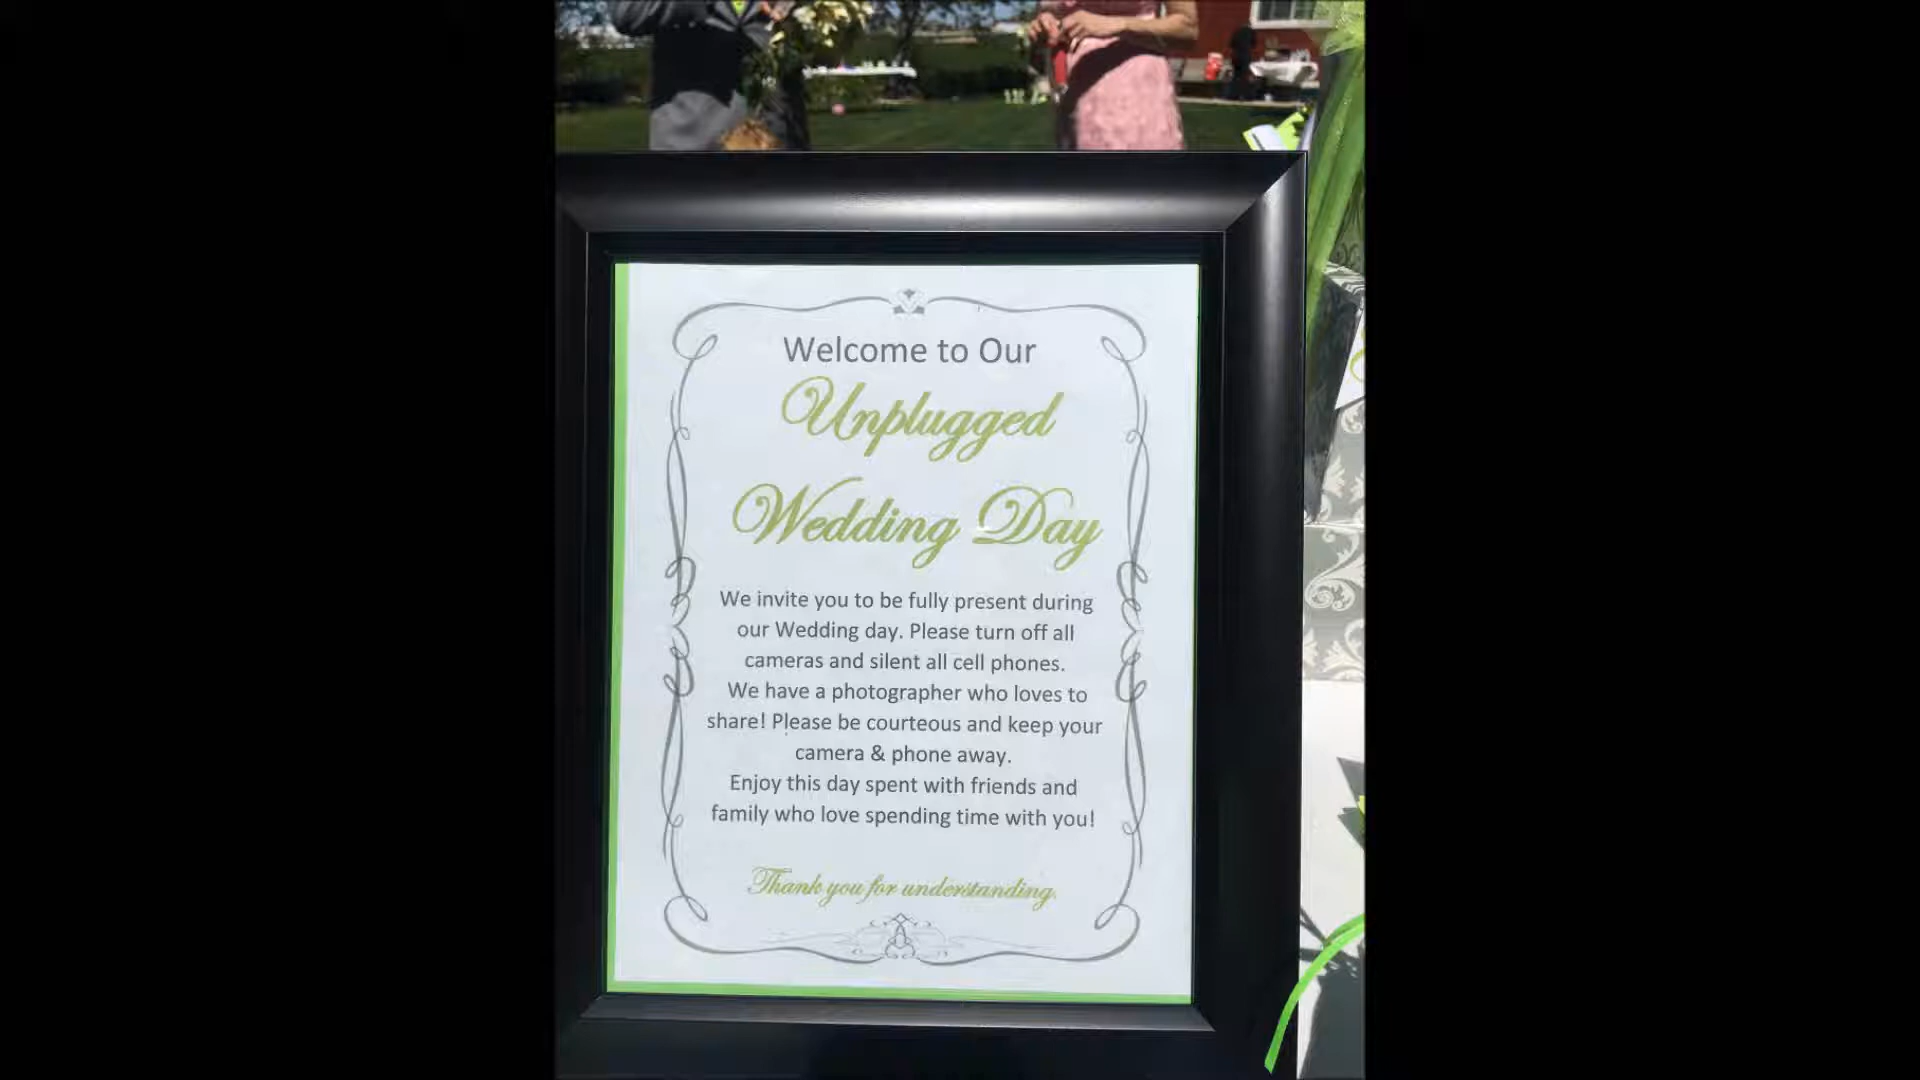 Welcome to Our
Unplugged
Wedding Day
We invite you to be fully present during
our Wedding day. Please turn off all
cameras and silent all cell phones.
We have a photographer who loves to
share! Please be courteous and keep your
camera & phone away.
Enjoy this day spent with friends and
family who love spending time with you!
Thank you for understanding.